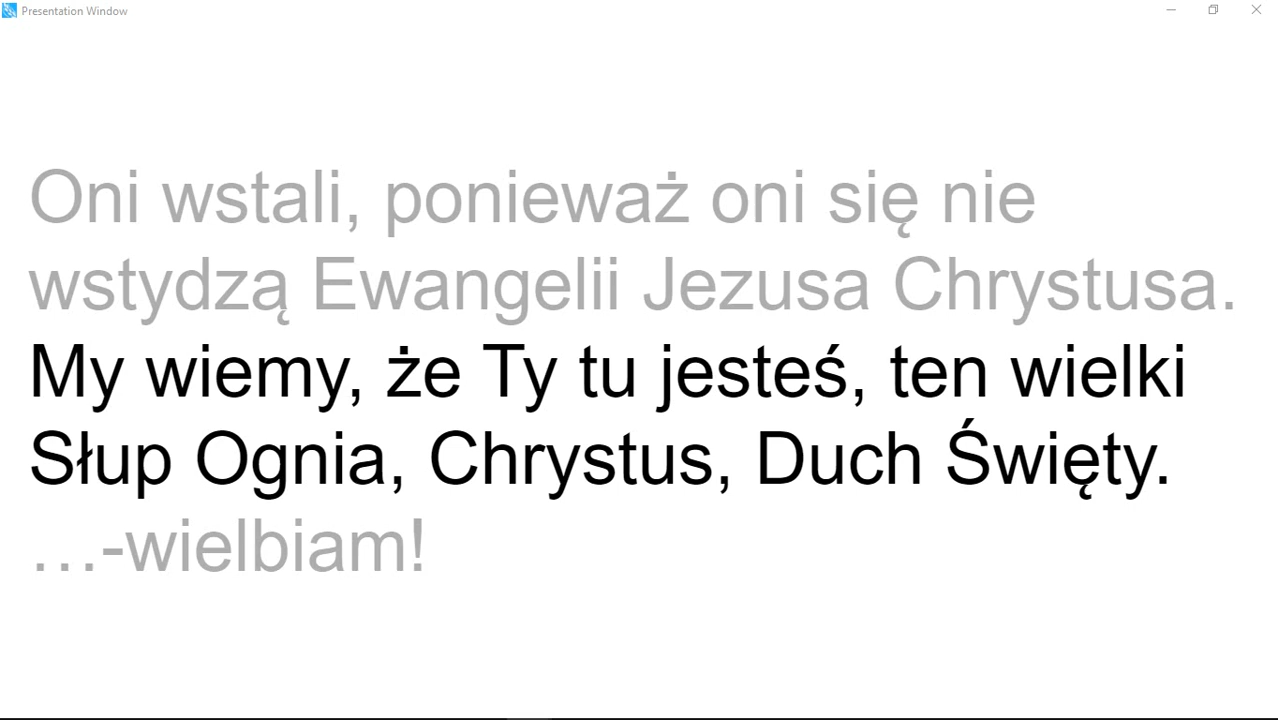 Presentation Window
Oni wstali, ponieważ oni się nie
wstydzą Ewangelii Jezusa Chrystusa.
My wiemy, że Ty tu jesteś, ten wielki
Słup Ognia, Chrystus, Duch Święty.
…-wielbiam!